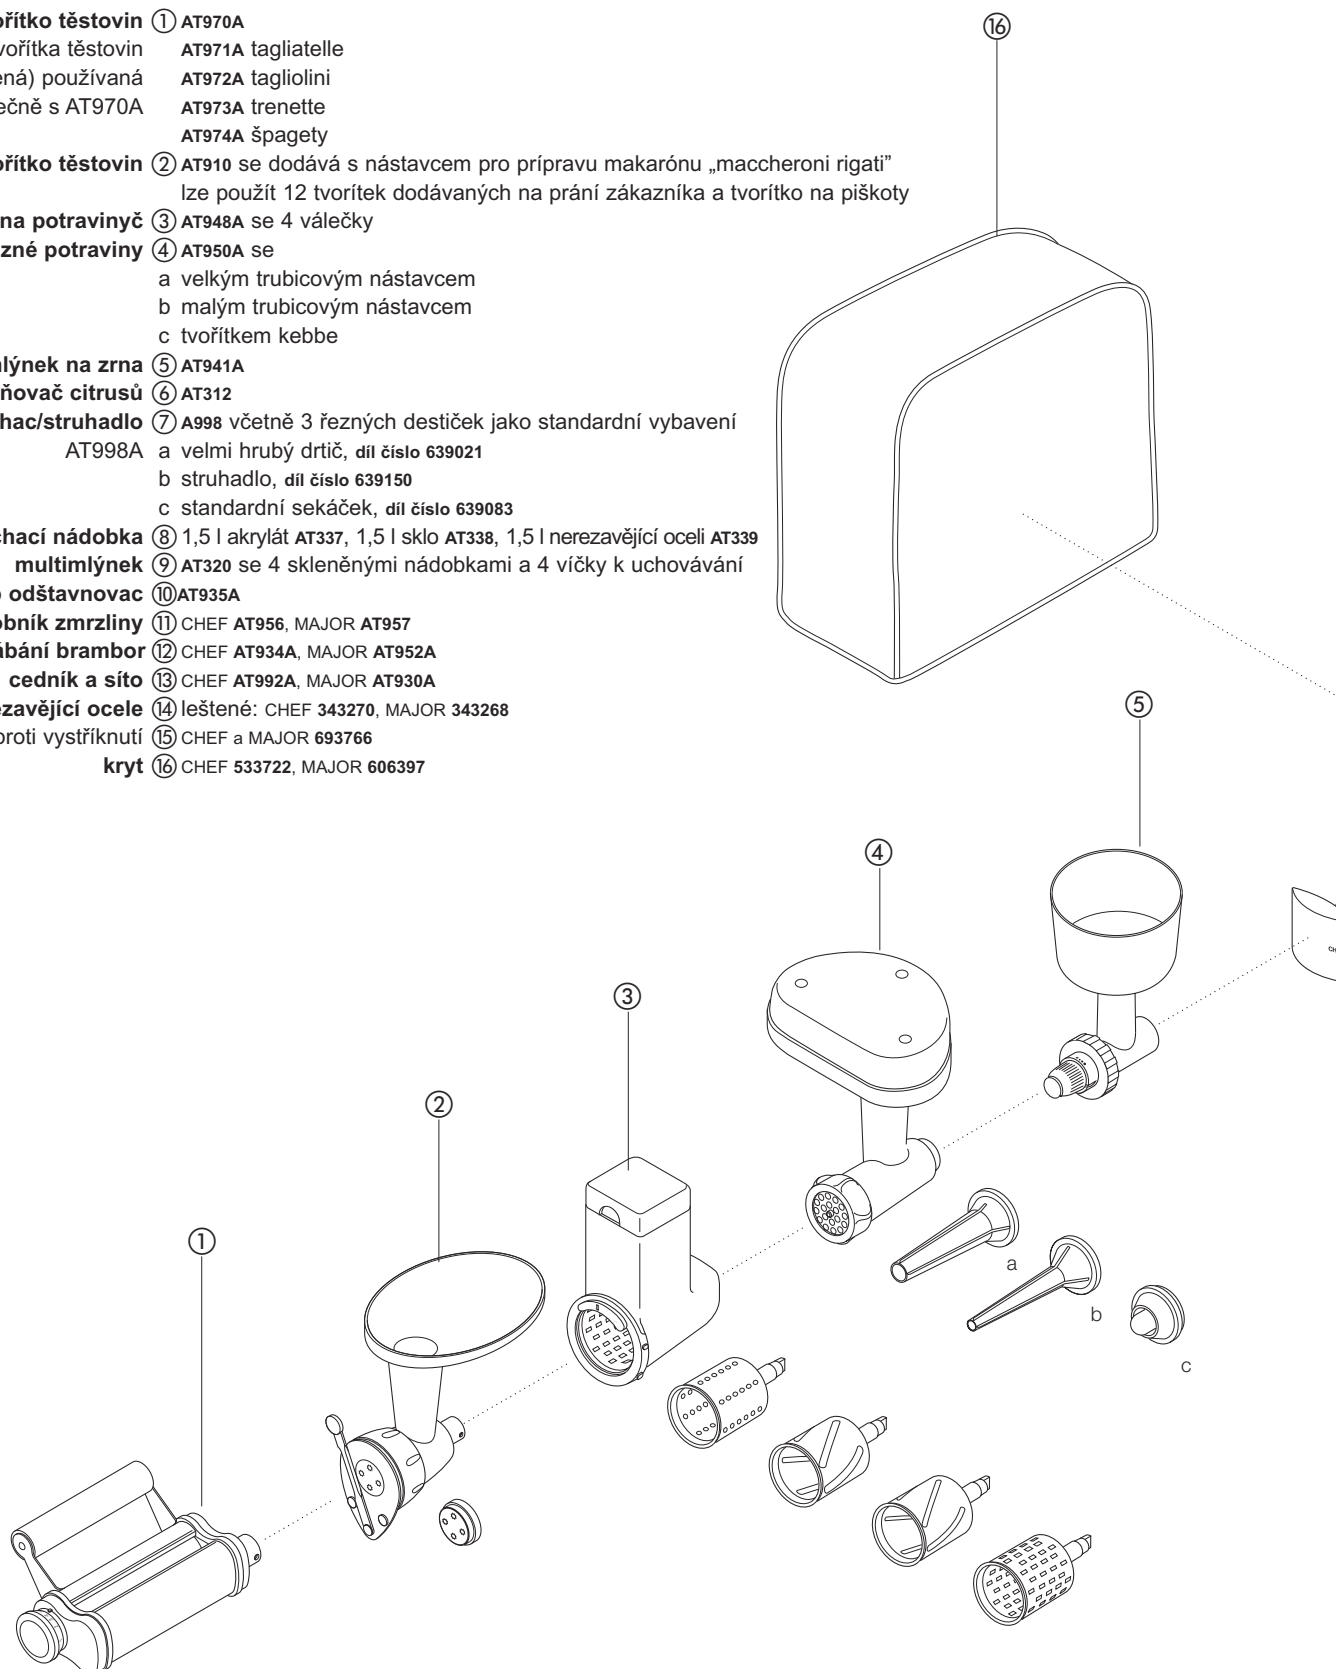 ořítko těstovin ① AT970A
vořítka těstovin AT971A tagliatelle
ená) používaná AT972A tagliolini
ečně s AT970A AT973A trenette
AT974A špagety
ořítko těstovin ② AT910 se dodává s nástavcem pro prípravu makarónu „maccheroni rigati”
lze použít 12 tvorítek dodávaných na prání zákazníka a tvorítko na piškoty
na potravinyč ③ AT948A se 4 válečky
zné potraviny ④ AT950A se
a velkým trubicovým nástavcem
b malým trubicovým nástavcem
c tvořítkem kebbe
lýnek na zrna ⑤ AT941A
ňovač citrusů ⑥ AT312
hac/struhadlo ⑦ A998 včetně 3 řezných destiček jako standardní vybavení
AT998A a velmi hrubý drtič, díl číslo 639021
b struhadlo, díl číslo 639150
c standardní sekáček, díl číslo 639083
chací nádobka ⑧ 1,5 l akrylát AT337, 1,5 l sklo AT338, 1,5 l nerezavějící oceli AT339
multimlýnek ⑨ AT320 se 4 skleněnými nádobkami a 4 víčky k uchovávání
o odštavnovac ⑩ AT935A
obník zmrzliny ⑪ CHEF AT956, MAJOR AT957
ábání brambor ⑫ CHEF AT934A, MAJOR AT952A
cedník a síto ⑬ CHEF AT992A, MAJOR AT930A
ezavějící ocele ⑭ leštené: CHEF 343270, MAJOR 343268
proti vystříknutí ⑮ CHEF a MAJOR 693766
kryt ⑯ CHEF 533722, MAJOR 606397
⑯
⑤
④
CH
③
②
①
a
b
c